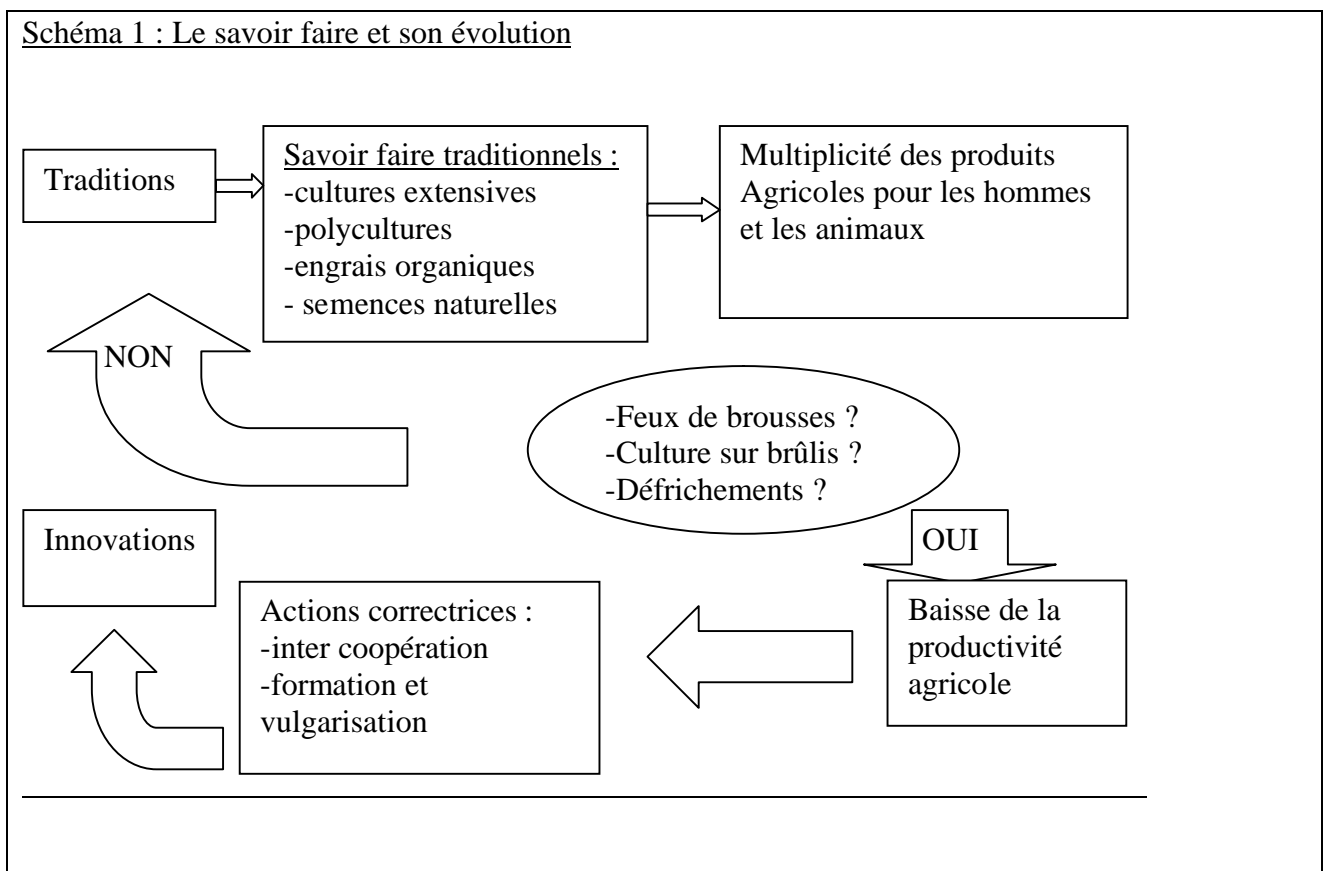 Schéma 1 : Le savoir faire et son évolution
Traditions
Savoir faire traditionnels :
-cultures extensives
-polycultures
-engrais organiques
- semences naturelles
Multiplicité des produits
Agricoles pour les hommes
et les animaux
NON
-Feux de brousses ?
-Culture sur brûlis ?
-Défrichements ?
OUI
Innovations
Actions correctrices :
-inter coopération
-formation et
vulgarisation
Baisse de la
productivité
agricole